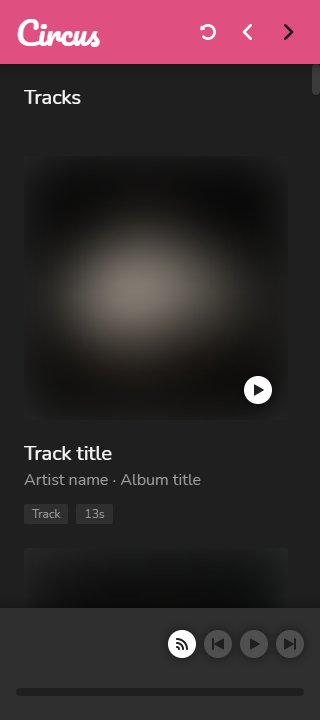 Circus
Tracks
Track title
Artist name · Album title
Track
13s